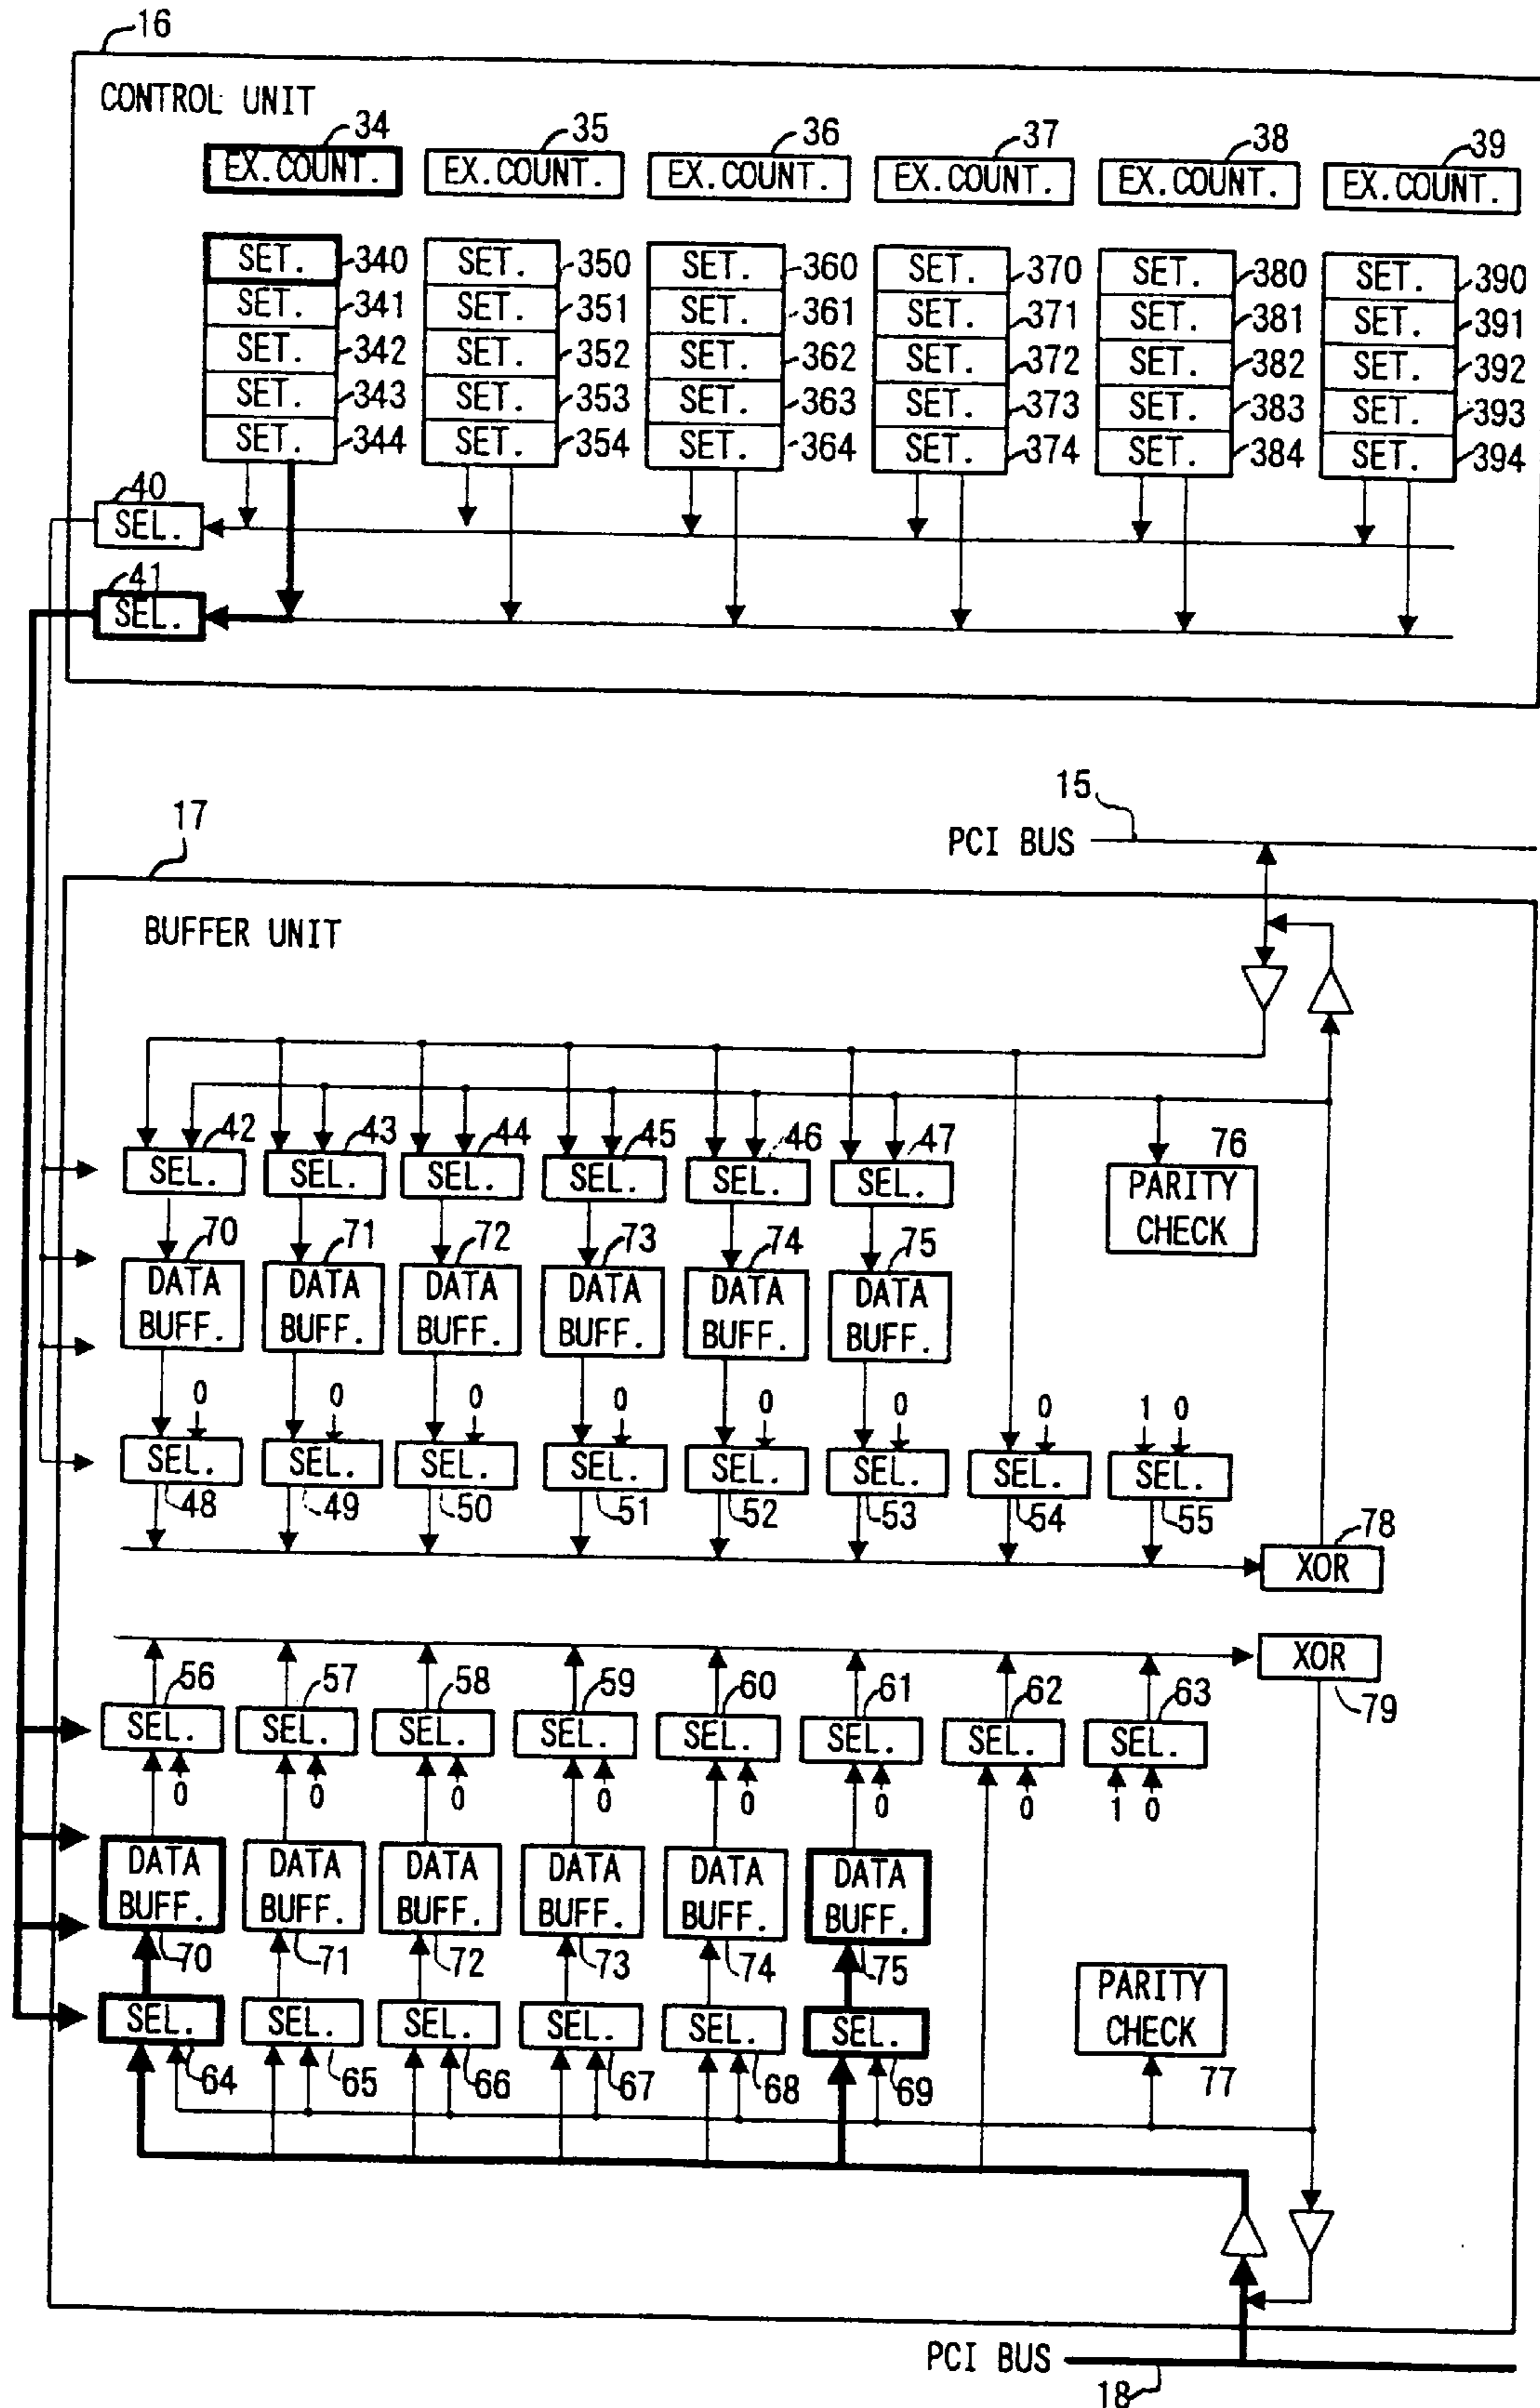 16
CONTROL UNIT
34 35 36 37 38 39
EX.COUNT. EX.COUNT. EX.COUNT. EX.COUNT. EX.COUNT. EX.COUNT.
SET. 340 SET. 350 SET. 360 SET. 370 SET. 380 SET. 390
SET. 341 SET. 351 SET. 361 SET. 371 SET. 381 SET. 391
SET. 342 SET. 352 SET. 362 SET. 372 SET. 382 SET. 392
SET. 343 SET. 353 SET. 363 SET. 373 SET. 383 SET. 393
SET. 344 SET. 354 SET. 364 SET. 374 SET. 384 SET. 394
40
SEL.
41
SEL.
15
PCI BUS
17
BUFFER UNIT
42 43 44 45 46 47
SEL. SEL. SEL. SEL. SEL. SEL.
76
PARITY
CHECK
70 71 72 73 74 75
DATA DATA DATA DATA DATA DATA
BUFF. BUFF. BUFF. BUFF. BUFF. BUFF.
0 0 0 0 0 0 0 1 0
SEL. SEL. SEL. SEL. SEL. SEL. SEL. SEL.
48 49 50 51 52 53 54 55
78
XOR
XOR
79
56 57 58 59 60 61 62 63
SEL. SEL. SEL. SEL. SEL. SEL. SEL. SEL.
0 0 0 0 0 0 0 1 0
DATA DATA DATA DATA DATA DATA
BUFF. BUFF. BUFF. BUFF. BUFF. BUFF.
70 71 72 73 74 75
PARITY
CHECK
77
SEL. SEL. SEL. SEL. SEL. SEL.
64 65 66 67 68 69
PCI BUS
18